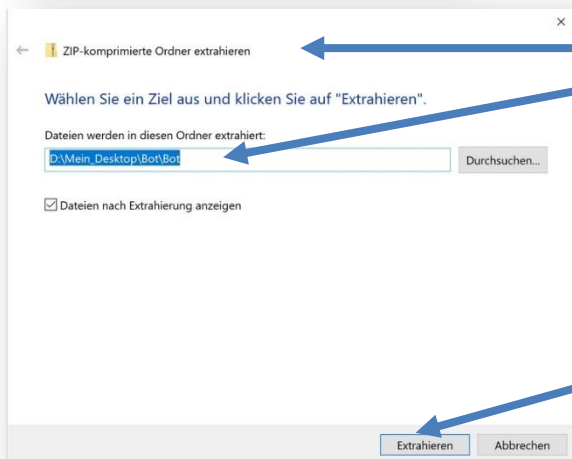 ZIP-komprimierte Ordner extrahieren
Wählen Sie ein Ziel aus und klicken Sie auf "Extrahieren".
Dateien werden in diesen Ordner extrahiert:
D:\Mein_Desktop\Bot\Bot
Durchsuchen...
Dateien nach Extrahierung anzeigen
Extrahieren
Abbrechen